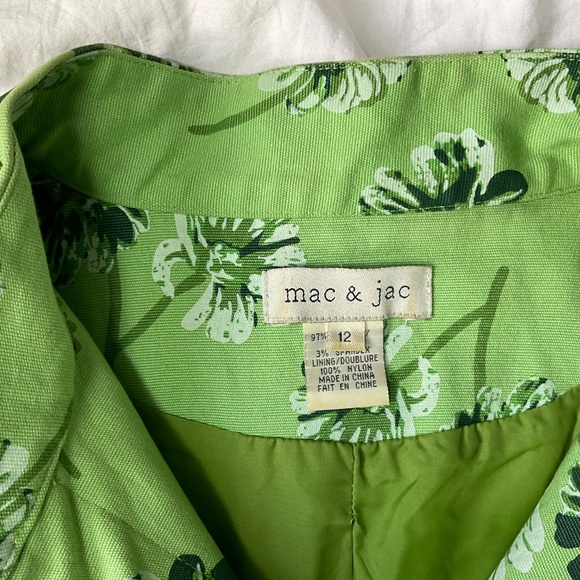 mac & jac
97% 12
3% SPANDEX
LINING/DOUBLURE
100% NYLON
MADE IN CHINA
FAIT EN CHINE